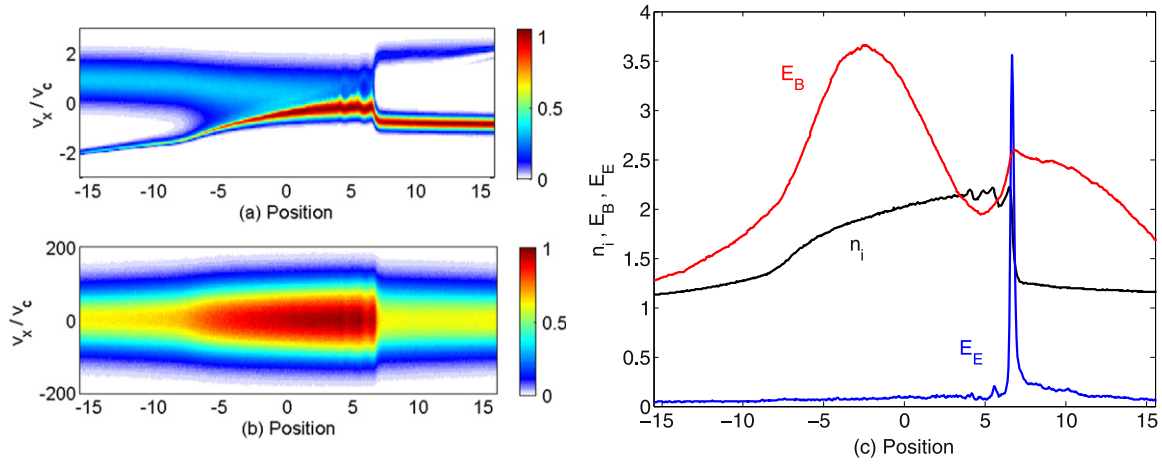 v_x / v_c
2
0
-2
-15 -10 -5 0 5 10 15
(a) Position
1
0.5
0
v_x / v_c
200
0
-200
-15 -10 -5 0 5 10 15
(b) Position
1
0.5
0
n_i , E_B , E_E
4
3.5
3
2.5
2
1.5
1
0.5
0
−15 −10 −5 0 5 10 15
(c) Position
E_B
n_i
E_E